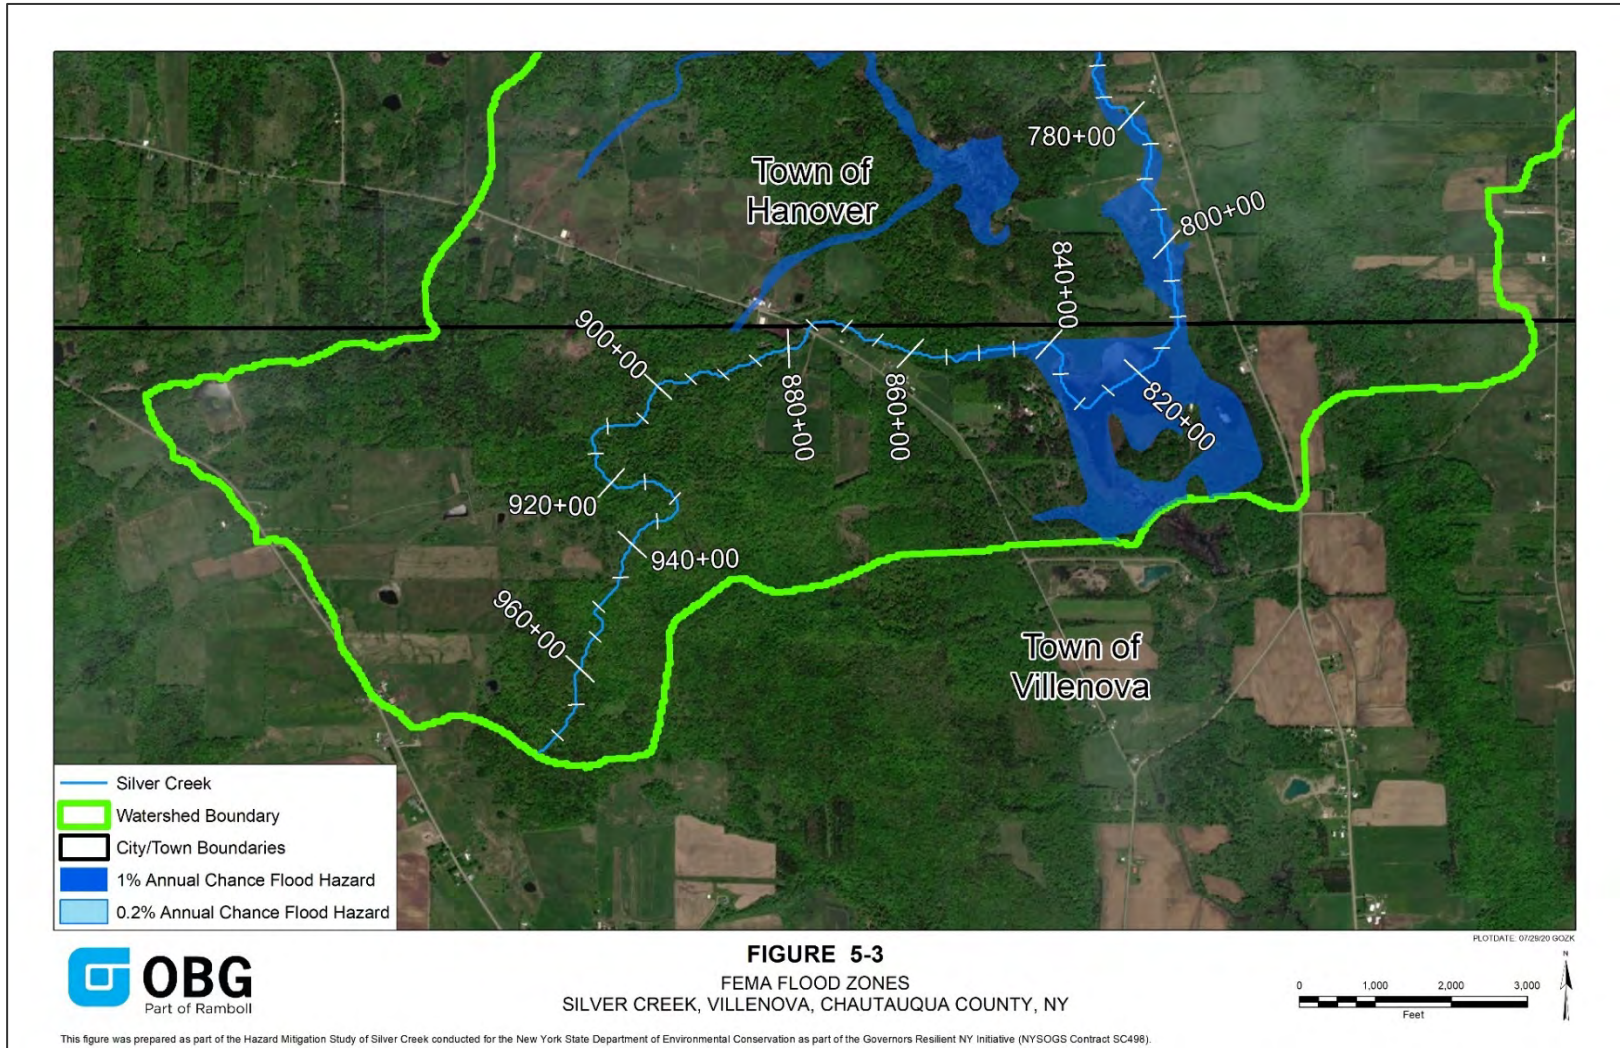 780+00
Town of
Hanover
800+00
840+00
900+00
880+00
860+00
820+00
920+00
940+00
960+00
Town of
Villenova
Silver Creek
Watershed Boundary
City/Town Boundaries
1% Annual Chance Flood Hazard
0.2% Annual Chance Flood Hazard
PLOTDATE: 07/29/20 GOZK
OBG
Part of Ramboll
FIGURE 5-3
FEMA FLOOD ZONES
SILVER CREEK, VILLENOVA, CHAUTAUQUA COUNTY, NY
N
0 1,000 2,000 3,000
Feet
This figure was prepared as part of the Hazard Mitigation Study of Silver Creek conducted for the New York State Department of Environmental Conservation as part of the Governors Resilient NY Initiative (NYSOGS Contract SC498).